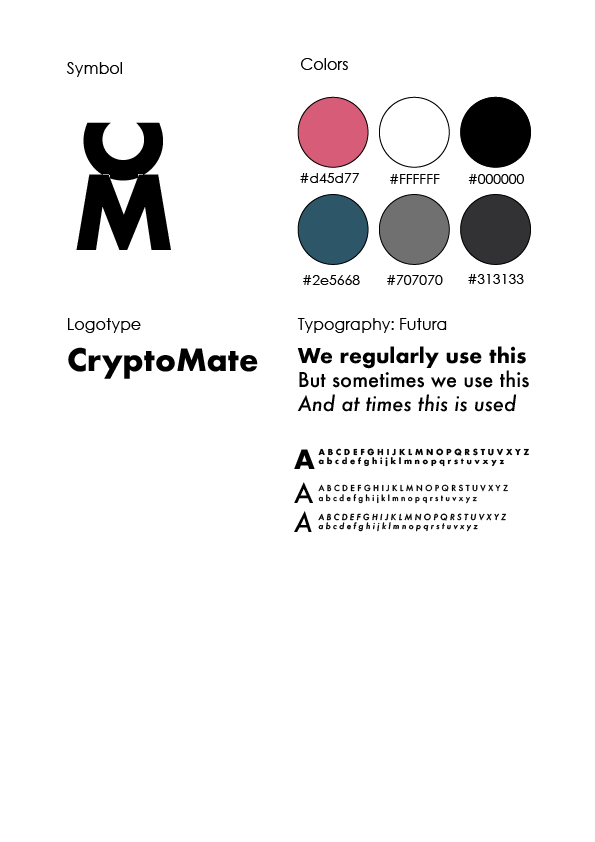 Symbol
Colors
CM
#d45d77
#FFFFFF
#000000
#2e5668
#707070
#313133
Logotype
CryptoMate
Typography: Futura
We regularly use this
But sometimes we use this
And at times this is used
A
ABCDEFGHIJKLMNOPQRSTUVXYZ
abcdefghijklmnopqrstuvxyz
A
ABCDEFGHIJKLMNOPQRSTUVXYZ
abcdefghijklmnopqrstuvxyz
A
ABCDEFGHIJKLMNOPQRSTUVXYZ
abcdefghijklmnopqrstuvxyz